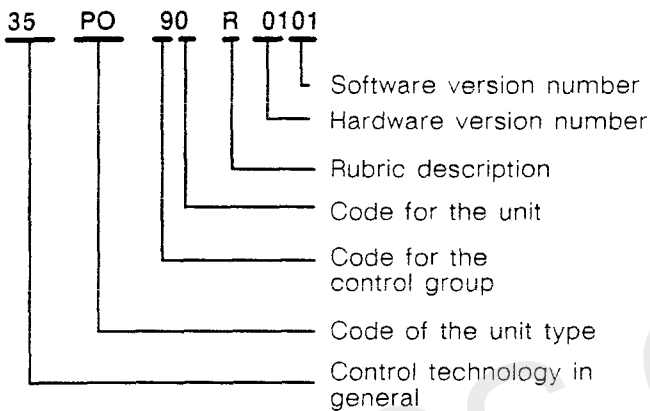 35 PO 90 R 0101
Software version number
Hardware version number
Rubric description
Code for the unit
Code for the
control group
Code of the unit type
Control technology in
general